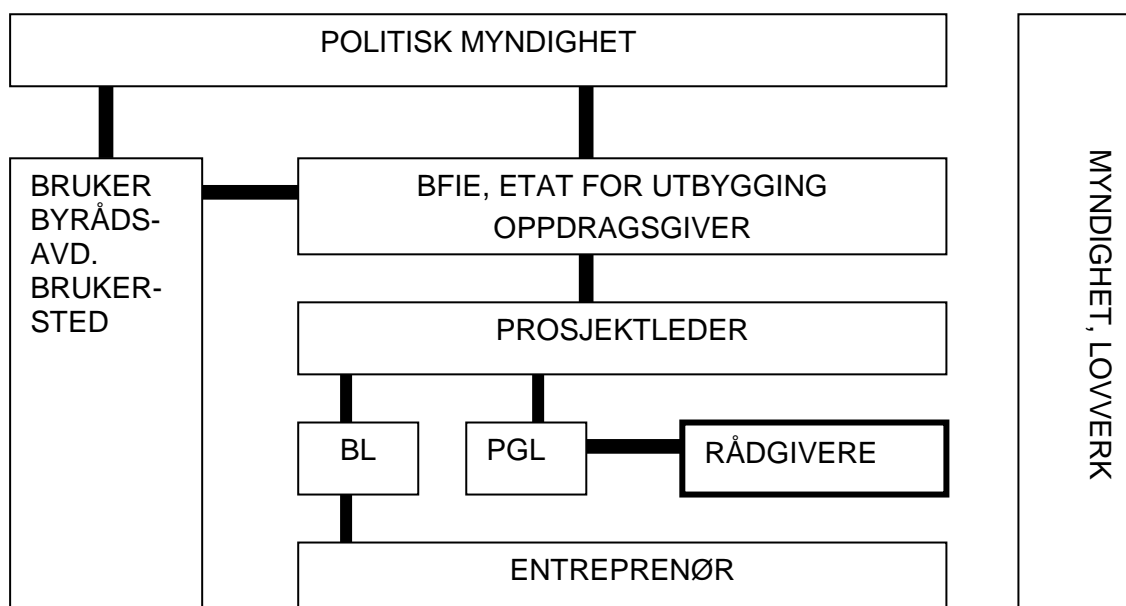 POLITISK MYNDIGHET
BRUKER
BYRÅDS-
AVD.
BRUKER-
STED
BFIE, ETAT FOR UTBYGGING
OPPDRAGSGIVER
PROSJEKTLEDER
BL
PGL
RÅDGIVERE
ENTREPRENØR
MYNDIGHET, LOVVERK